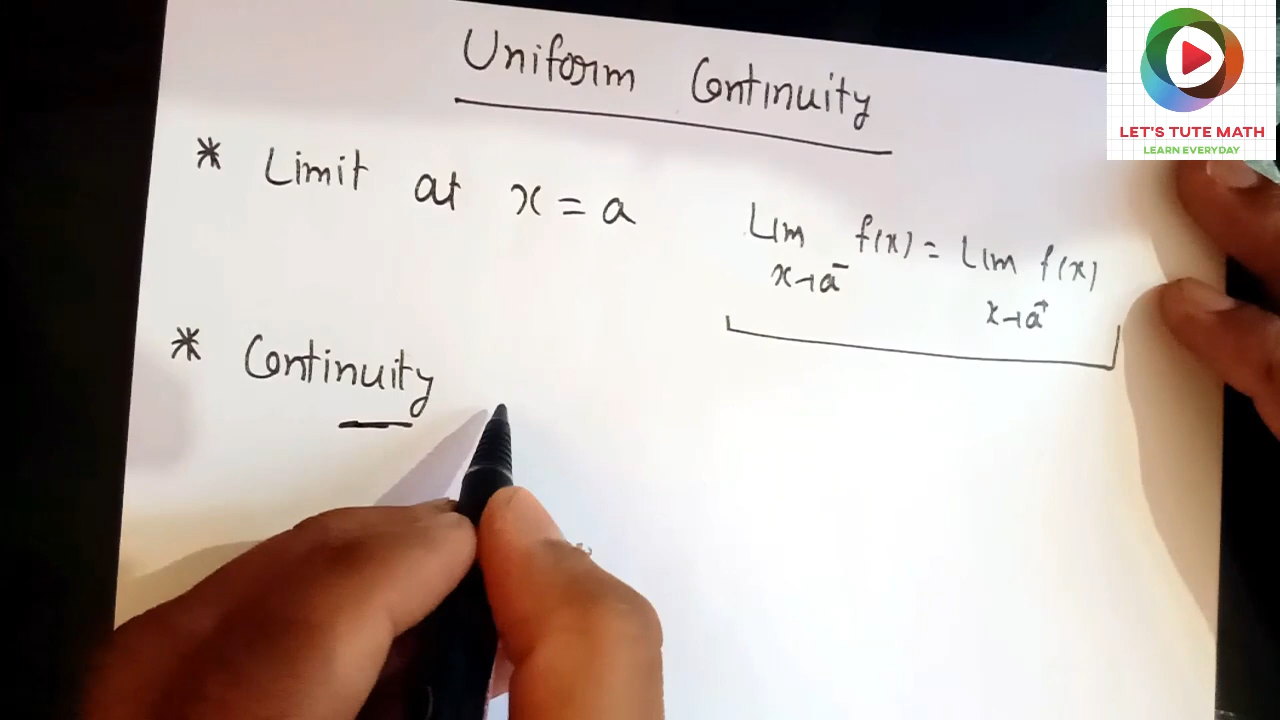 Uniform Continuity
* Limit at x = a
Lim f(x) = Lim f(x)
x→a⁻ x→a⁺
* Continuity
LET'S TUTE MATH
LEARN EVERYDAY